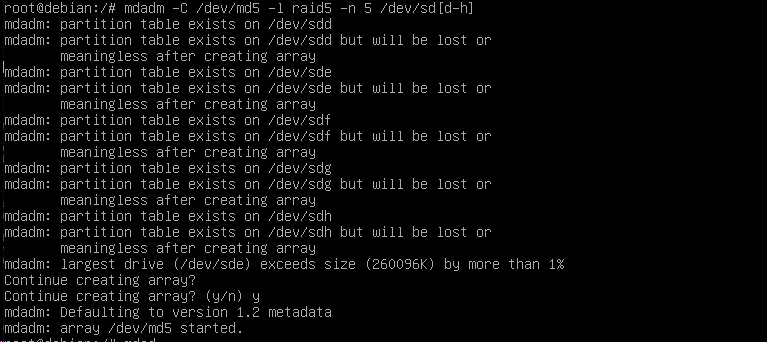 root@debian:/# mdadm -C /dev/md5 -l raid5 -n 5 /dev/sd[d-h]
mdadm: partition table exists on /dev/sdd
mdadm: partition table exists on /dev/sdd but will be lost or
       meaningless after creating array
mdadm: partition table exists on /dev/sde
mdadm: partition table exists on /dev/sde but will be lost or
       meaningless after creating array
mdadm: partition table exists on /dev/sdf
mdadm: partition table exists on /dev/sdf but will be lost or
       meaningless after creating array
mdadm: partition table exists on /dev/sdg
mdadm: partition table exists on /dev/sdg but will be lost or
       meaningless after creating array
mdadm: partition table exists on /dev/sdh
mdadm: partition table exists on /dev/sdh but will be lost or
       meaningless after creating array
mdadm: largest drive (/dev/sde) exceeds size (260096K) by more than 1%
Continue creating array?
Continue creating array? (y/n) y
mdadm: Defaulting to version 1.2 metadata
mdadm: array /dev/md5 started.